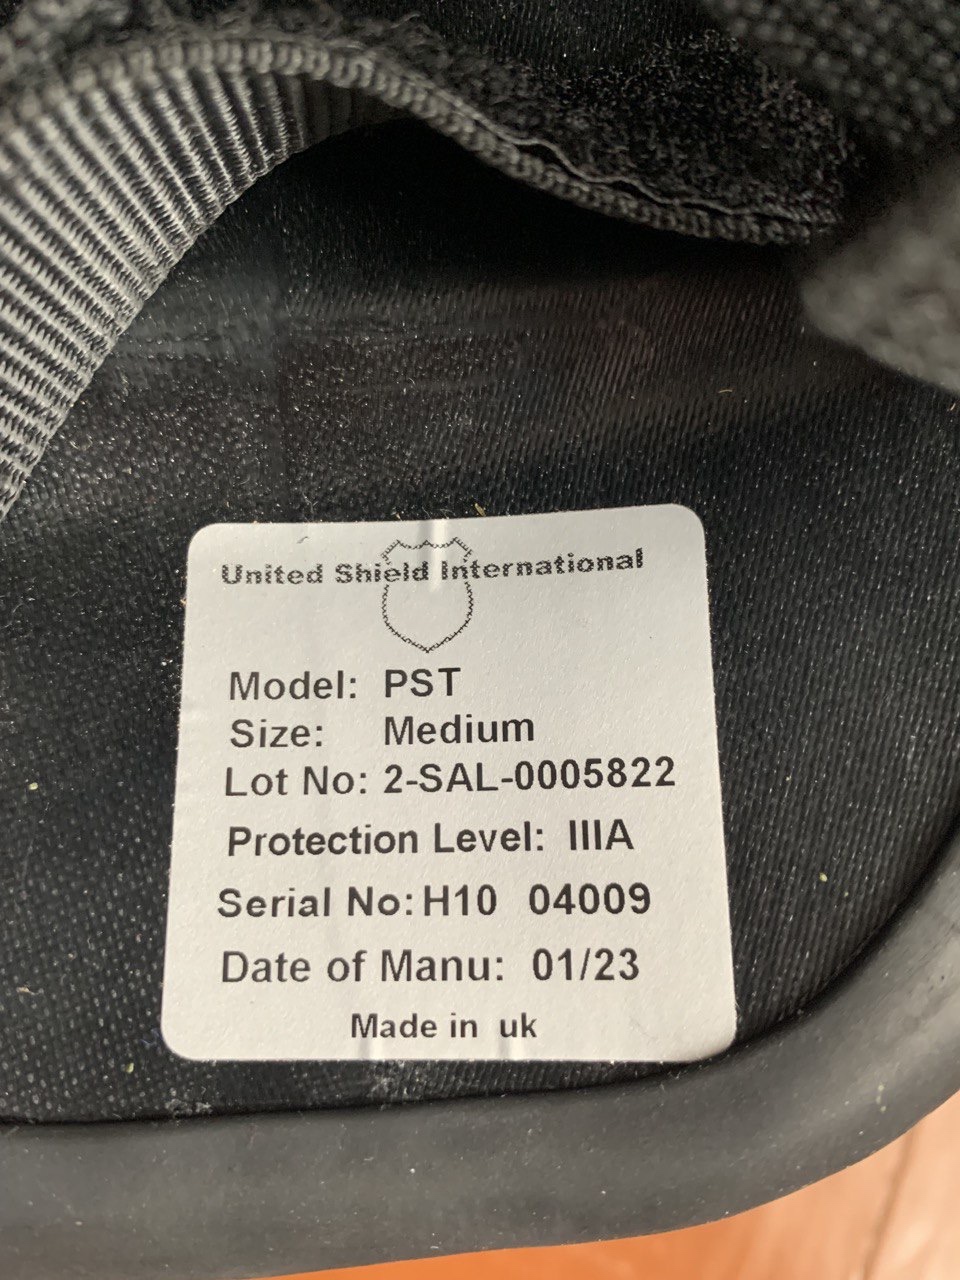 United Shield International
Model: PST
Size: Medium
Lot No: 2-SAL-0005822
Protection Level: IIIA
Serial No: H10 04009
Date of Manu: 01/23
Made in uk